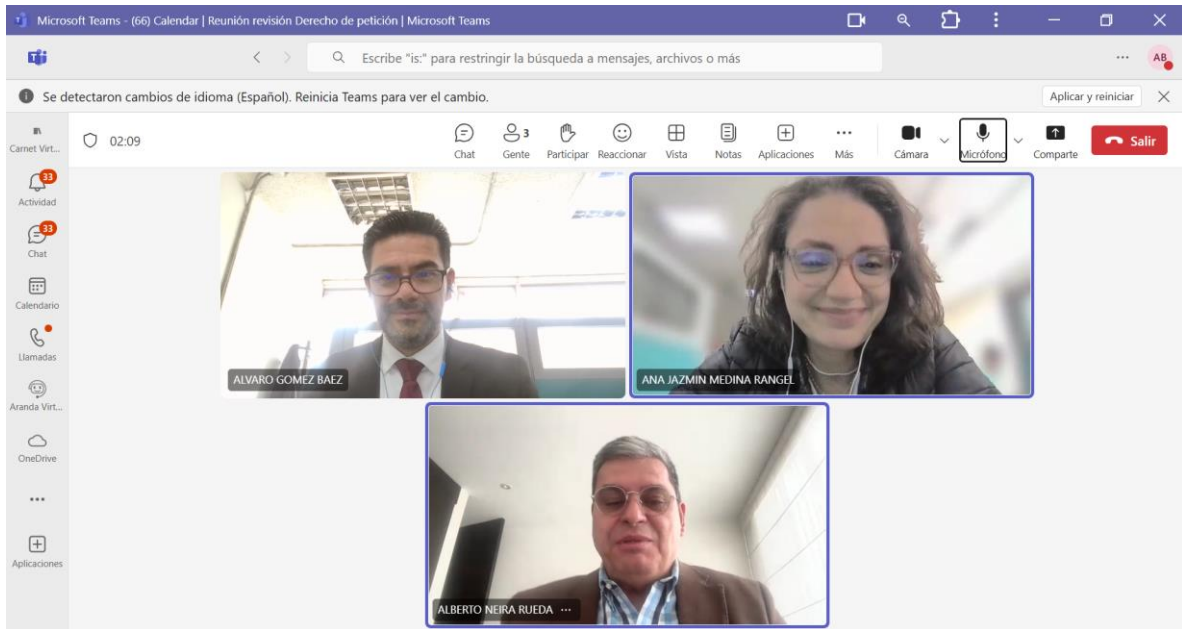 Microsoft Teams - (66) Calendar | Reunión revisión Derecho de petición | Microsoft Teams
Escribe "is:" para restringir la búsqueda a mensajes, archivos o más
AB
Se detectaron cambios de idioma (Español). Reinicia Teams para ver el cambio.
Aplicar y reiniciar
Carnet Virt...
02:09
3
Chat
Gente
Participar
Reaccionar
Vista
Notas
Aplicaciones
Más
Cámara
Micrófono
Comparte
Salir
33
Actividad
33
Chat
Calendario
Llamadas
Aranda Virt...
OneDrive
Aplicaciones
ALVARO GOMEZ BAEZ
ANA JAZMIN MEDINA RANGEL
ALBERTO NEIRA RUEDA ...